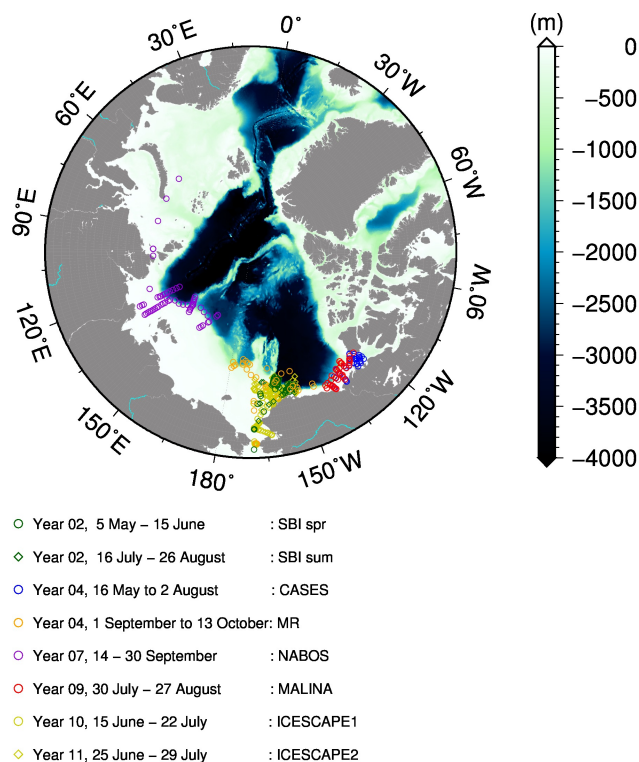 (m)
0
−500
−1000
−1500
−2000
−2500
−3000
−3500
−4000
0˚
30˚W
60˚W
90˚W
120˚W
150˚W
180˚
150˚E
120˚E
90˚E
60˚E
30˚E
Year 02, 5 May − 15 June : SBI spr
Year 02, 16 July − 26 August : SBI sum
Year 04, 16 May to 2 August : CASES
Year 04, 1 September to 13 October: MR
Year 07, 14 − 30 September : NABOS
Year 09, 30 July − 27 August : MALINA
Year 10, 15 June − 22 July : ICESCAPE1
Year 11, 25 June − 29 July : ICESCAPE2